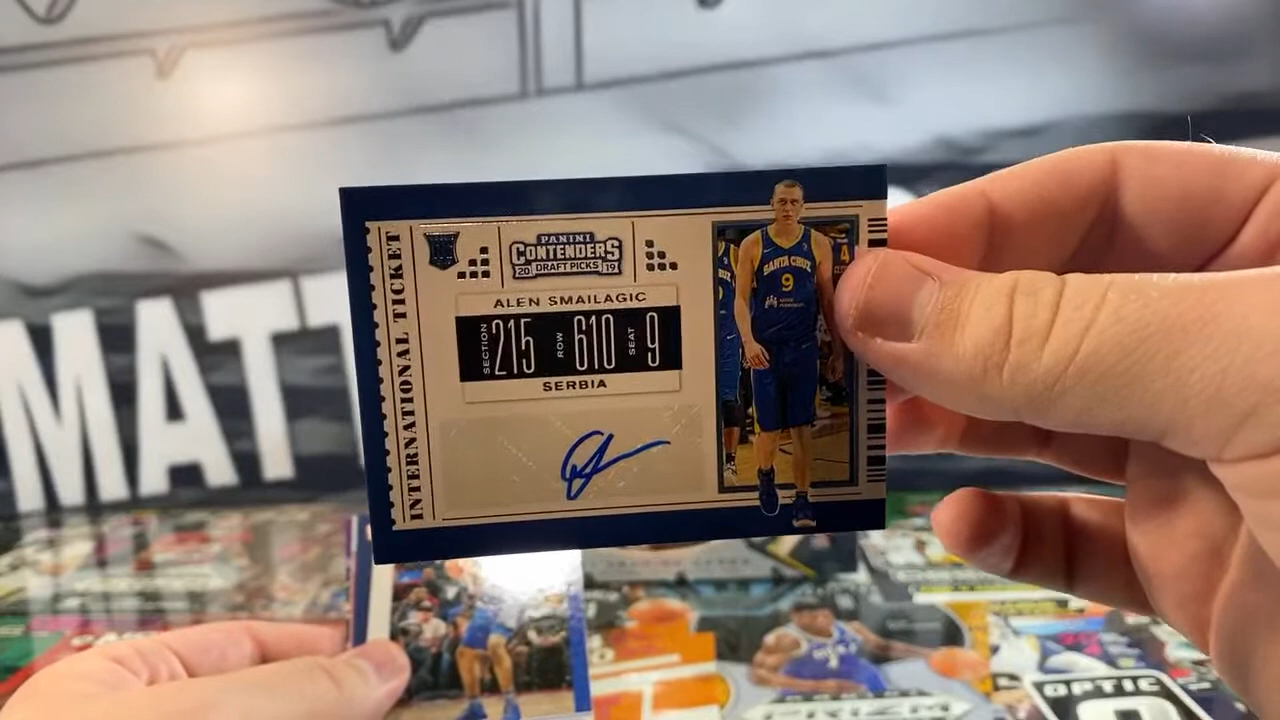 MATT
INTERNATIONAL TICKET
PANINI
CONTENDERS
20 DRAFT PICKS 19
ALEN SMAILAGIC
SECTION 215 ROW 610 SEAT 9
SERBIA
SANTA CRUZ
9
4
OPTIC
PRIZM